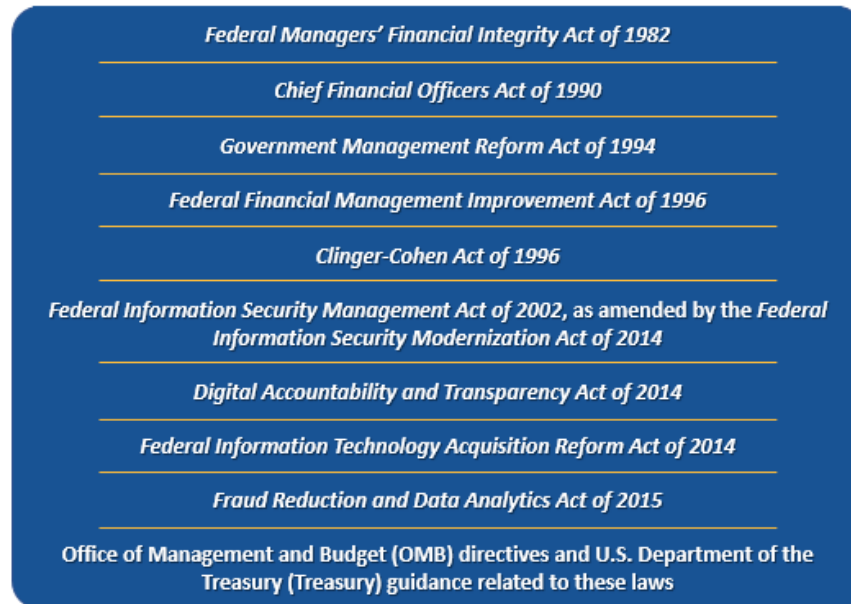 Federal Managers' Financial Integrity Act of 1982
Chief Financial Officers Act of 1990
Government Management Reform Act of 1994
Federal Financial Management Improvement Act of 1996
Clinger-Cohen Act of 1996
Federal Information Security Management Act of 2002, as amended by the Federal
Information Security Modernization Act of 2014
Digital Accountability and Transparency Act of 2014
Federal Information Technology Acquisition Reform Act of 2014
Fraud Reduction and Data Analytics Act of 2015
Office of Management and Budget (OMB) directives and U.S. Department of the
Treasury (Treasury) guidance related to these laws